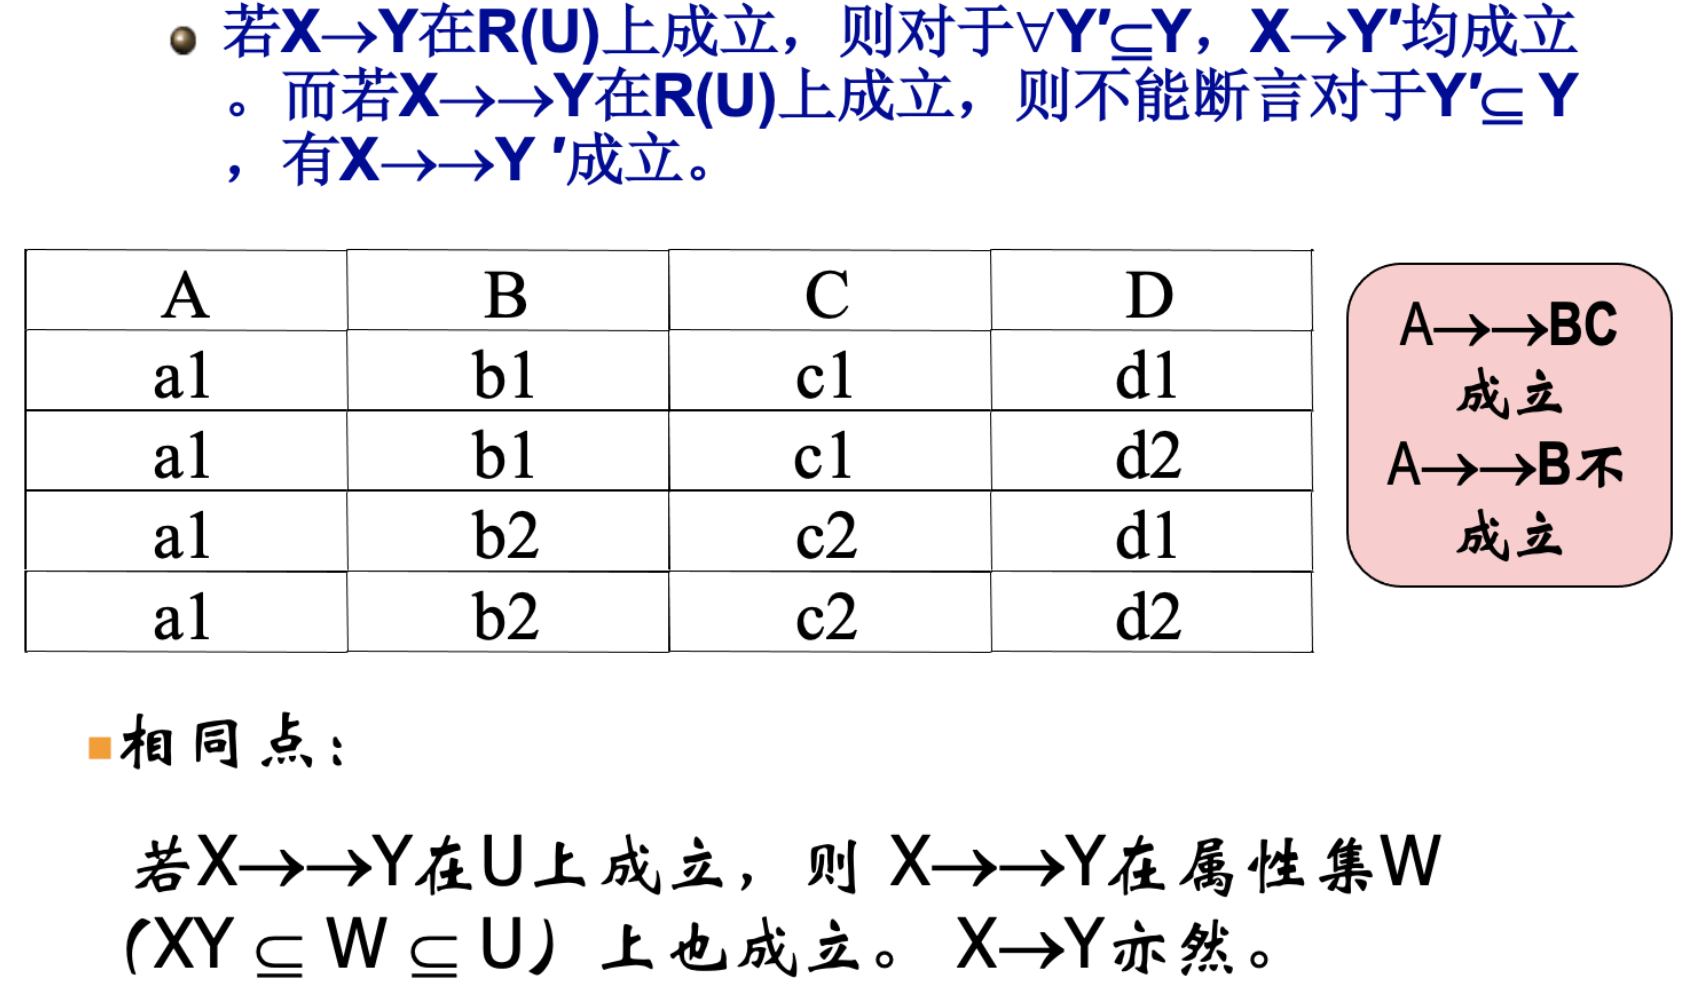 若X→Y在R(U)上成立，则对于∀Y′⊆Y，X→Y′均成立
。而若X→→Y在R(U)上成立，则不能断言对于Y′⊆ Y
，有X→→Y ′成立。
A B C D
a1 b1 c1 d1
a1 b1 c1 d2
a1 b2 c2 d1
a1 b2 c2 d2
A→→BC
成立
A→→B不
成立
相同点：
若X→→Y在U上成立，则 X→→Y在属性集W
(XY ⊆ W ⊆ U）上也成立。 X→Y亦然。